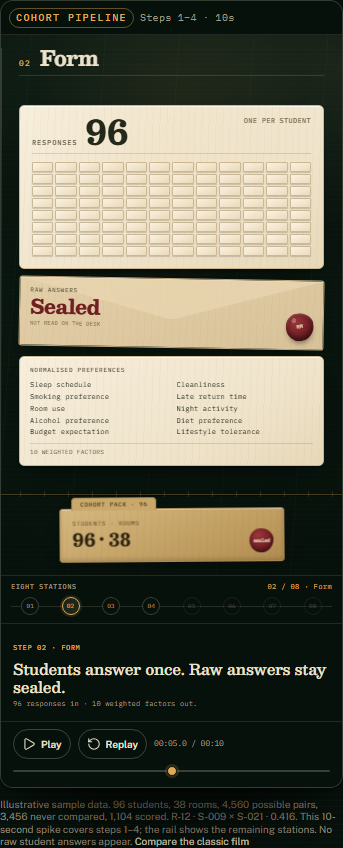 COHORT PIPELINE Steps 1–4 · 10s
02 Form
RESPONSES 96 ONE PER STUDENT
RAW ANSWERS
Sealed
NOT READ ON THE DESK
RR
NORMALISED PREFERENCES
Sleep schedule Cleanliness
Smoking preference Late return time
Room use Night activity
Alcohol preference Diet preference
Budget expectation Lifestyle tolerance
10 WEIGHTED FACTORS
COHORT PACK · 96
STUDENTS · ROOMS
96·38
sealed
EIGHT STATIONS 02 / 08 · Form
01 02 03 04 05 06 07 08
STEP 02 · FORM
Students answer once. Raw answers stay
sealed.
96 responses in · 10 weighted factors out.
Play Replay 00:05.0 / 00:10
Illustrative sample data. 96 students, 38 rooms, 4,560 possible pairs,
3,456 never compared, 1,104 scored. R-12 · S-009 × S-021 · 0.416. This 10-
second spike covers steps 1–4; the rail shows the remaining stations. No
raw student answers appear. Compare the classic film